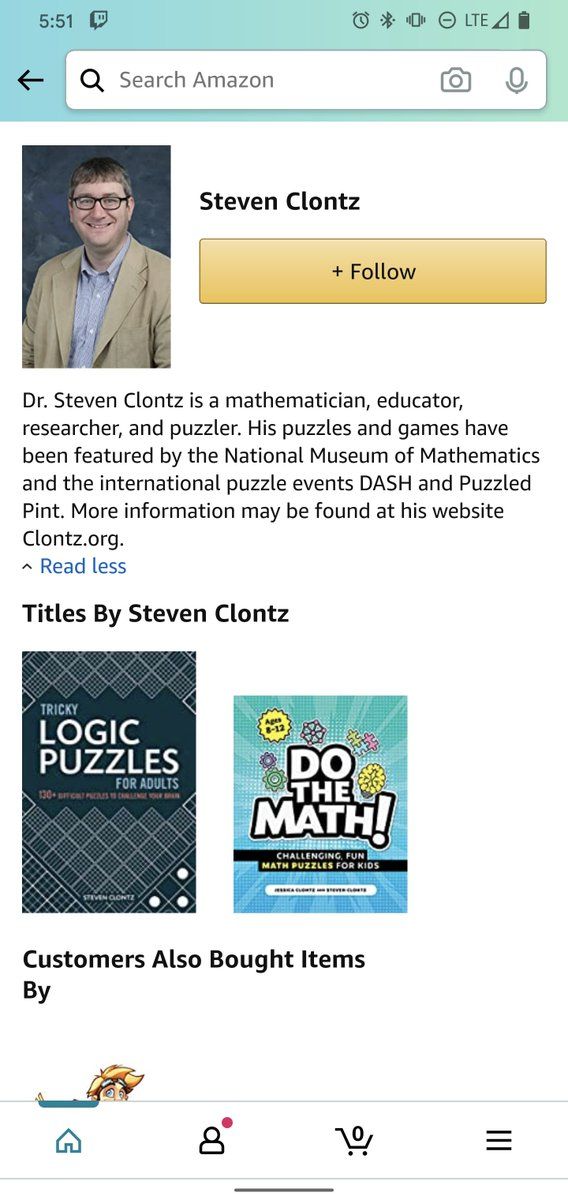 5:51
LTE
Search Amazon
Steven Clontz
+ Follow
Dr. Steven Clontz is a mathematician, educator,
researcher, and puzzler. His puzzles and games have
been featured by the National Museum of Mathematics
and the international puzzle events DASH and Puzzled
Pint. More information may be found at his website
Clontz.org.
Read less
Titles By Steven Clontz
TRICKY
LOGIC
PUZZLES
FOR ADULTS
130+ DIFFICULT PUZZLES TO CHALLENGE YOUR BRAIN
STEVEN CLONTZ
Ages
8-12
DO
THE
MATH!
CHALLENGING, FUN
MATH PUZZLES FOR KIDS
JESSICA CLONTZ AND STEVEN CLONTZ
Customers Also Bought Items
By
0